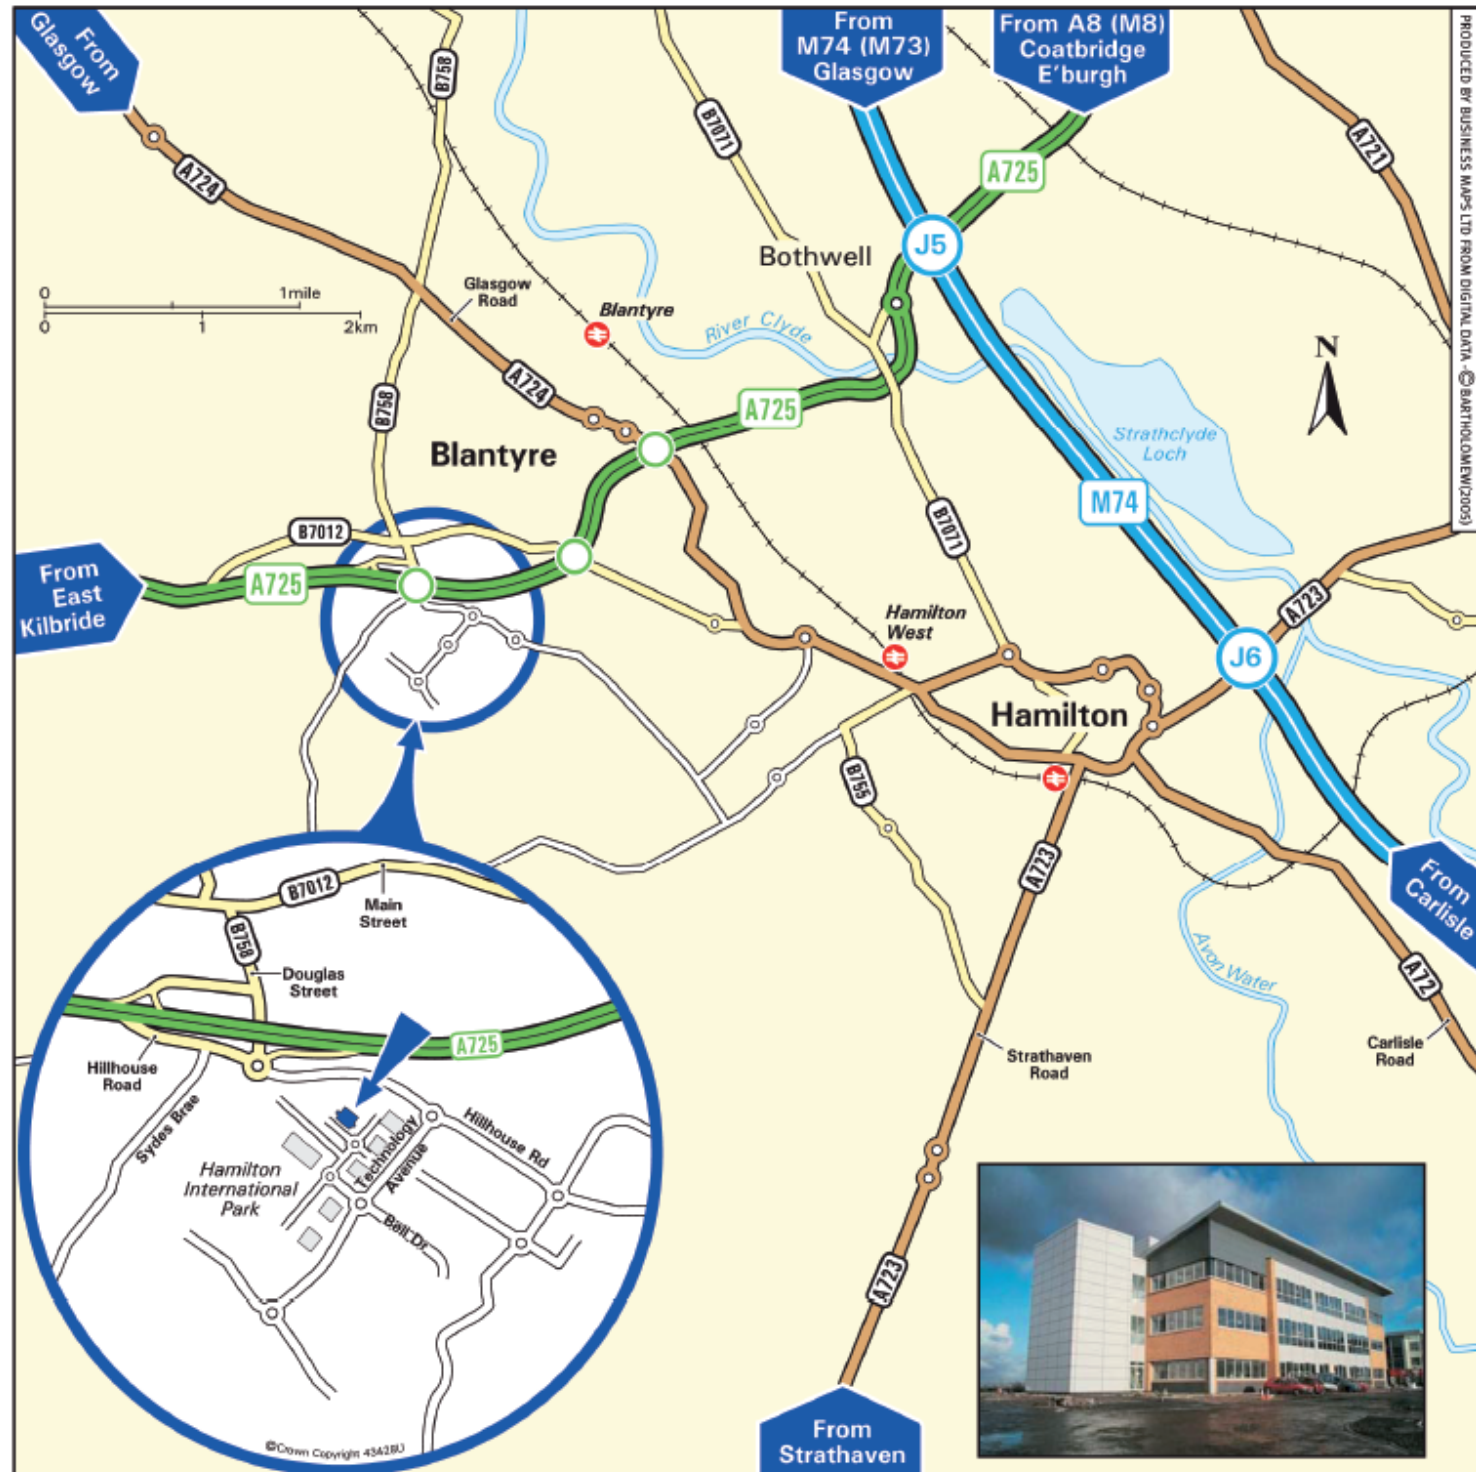 From
Glasgow
From
M74 (M73)
Glasgow
From A8 (M8)
Coatbridge
E'burgh
PRODUCED BY BUSINESS MAPS LTD FROM DIGITAL DATA - ©BARTHOLOMEW(2005)
B758
B7071
A721
A725
A724
J5
Bothwell
0
1mile
0
1
2km
Glasgow
Road
Blantyre
River Clyde
N
A724
B758
A725
Strathclyde
Loch
Blantyre
M74
B7012
B7071
A725
From
East
Kilbride
Hamilton
West
A723
J6
Hamilton
B755
A723
From
Carlisle
B7012
Main
Street
B758
Douglas
Street
Avon Water
A72
A725
Hillhouse
Road
Strathaven
Road
Carlisle
Road
Sydes Brae
Hillhouse Rd
Technology
Avenue
Hamilton
International
Park
Ball Dr
A723
©Crown Copyright 43428U
From
Strathaven